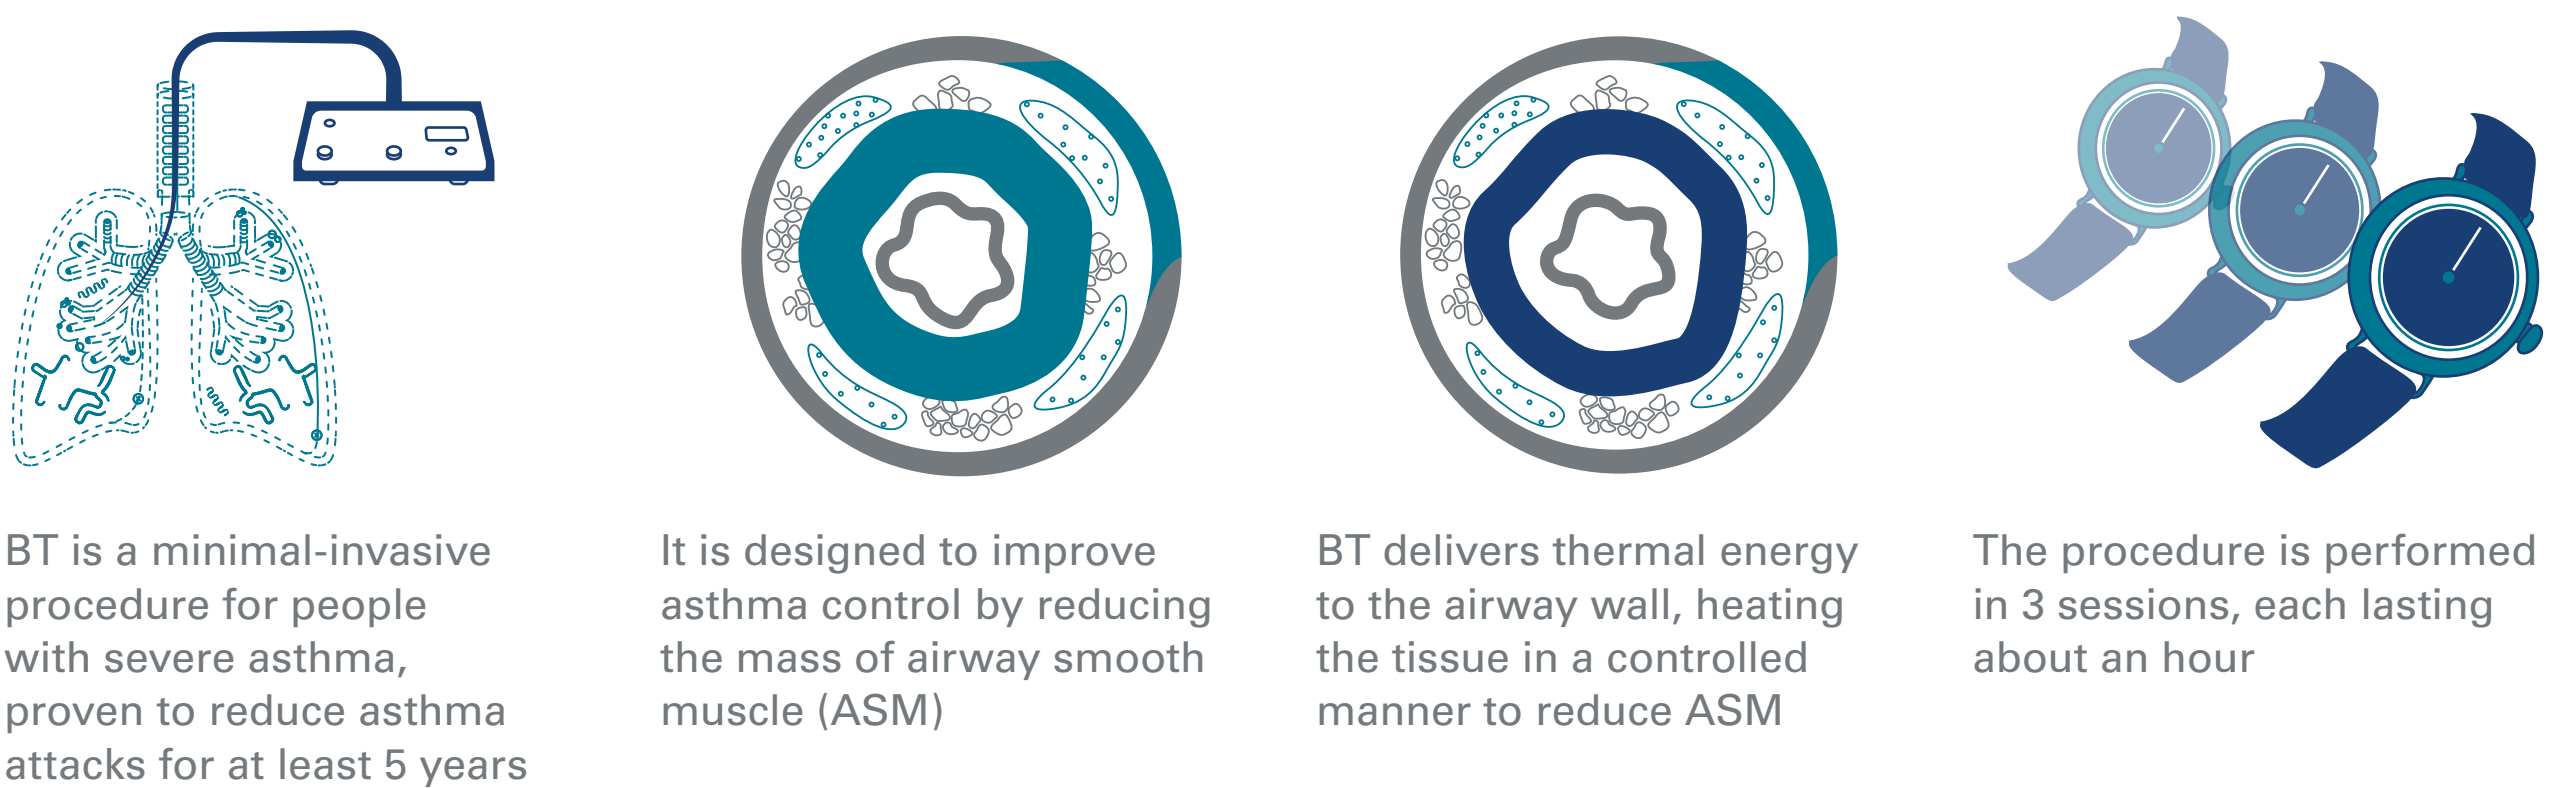 BT is a minimal-invasive
procedure for people
with severe asthma,
proven to reduce asthma
attacks for at least 5 years
It is designed to improve
asthma control by reducing
the mass of airway smooth
muscle (ASM)
BT delivers thermal energy
to the airway wall, heating
the tissue in a controlled
manner to reduce ASM
The procedure is performed
in 3 sessions, each lasting
about an hour